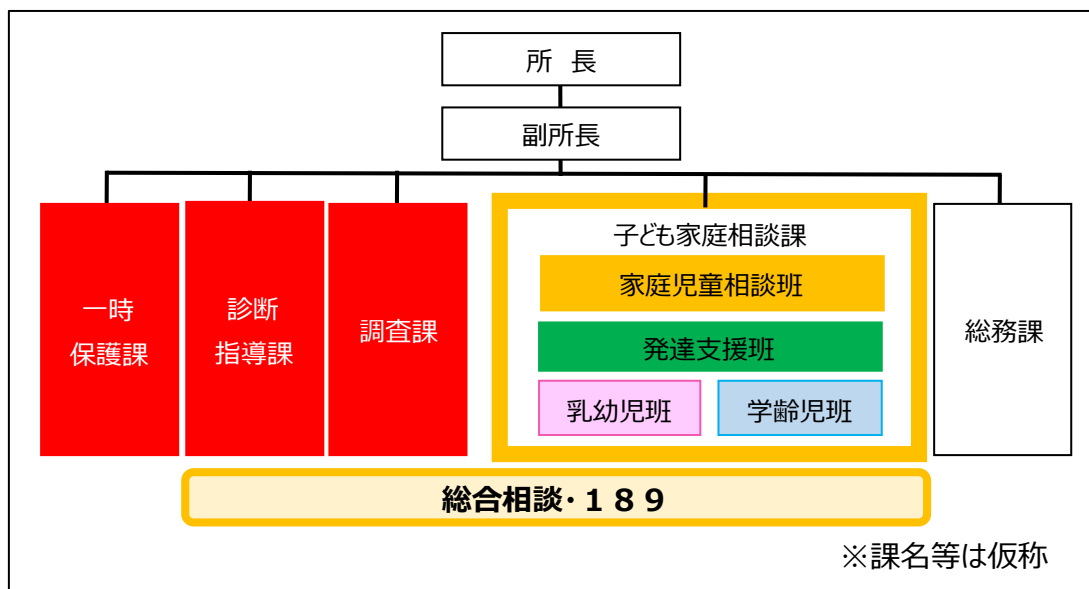 所 長
副所長
一時
保護課
診断
指導課
調査課
子ども家庭相談課
家庭児童相談班
発達支援班
乳幼児班
学齢児班
総務課
総合相談・１８９
※課名等は仮称